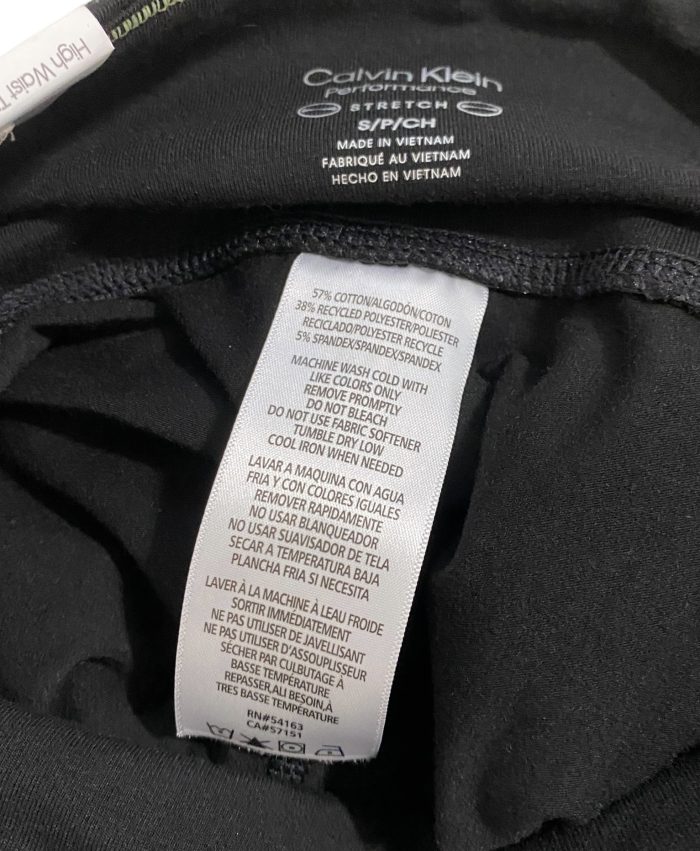 High Waist
Calvin Klein
Performance
STRETCH
S/P/CH
MADE IN VIETNAM
FABRIQUÉ AU VIETNAM
HECHO EN VIETNAM
57% COTTON/ALGODÓN/COTON
38% RECYCLED POLYESTER/POLIESTER
RECICLADO/POLYESTER RECYCLE
5% SPANDEX/SPANDEX/SPANDEX
MACHINE WASH COLD WITH
LIKE COLORS ONLY
REMOVE PROMPTLY
DO NOT BLEACH
DO NOT USE FABRIC SOFTENER
TUMBLE DRY LOW
COOL IRON WHEN NEEDED
LAVAR A MAQUINA CON AGUA
FRIA Y CON COLORES IGUALES
REMOVER RAPIDAMENTE
NO USAR BLANQUEADOR
NO USAR SUAVISADOR DE TELA
SECAR A TEMPERATURA BAJA
PLANCHA FRIA SI NECESITA
LAVER À LA MACHINE À LEAU FROIDE
SORTIR IMMÉDIATEMENT
NE PAS UTILISER DE JAVELLISANT
NE PAS UTILISER D'ASSOUPLISSEUR
SÉCHER PAR CULBUTAGE À
BASSE TEMPÉRATURE
REPASSER,ALI BESOIN,À
TRES BASSE TEMPÉRATURE
RN#54163
CA#57151